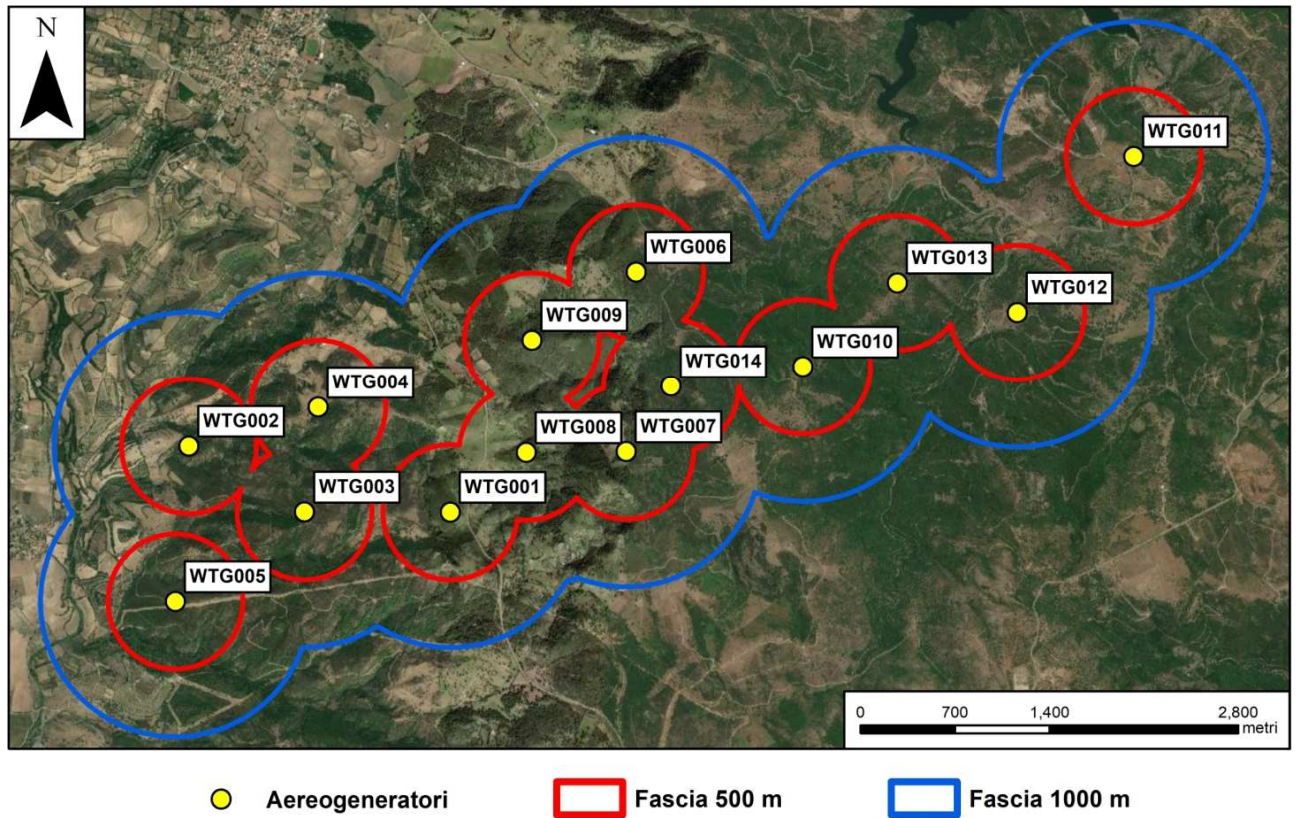 N
WTG011
WTG006
WTG013
WTG012
WTG009
WTG010
WTG014
WTG004
WTG002
WTG008
WTG007
WTG003
WTG001
WTG005
0 700 1,400 2,800
metri
Aereogeneratori Fascia 500 m Fascia 1000 m